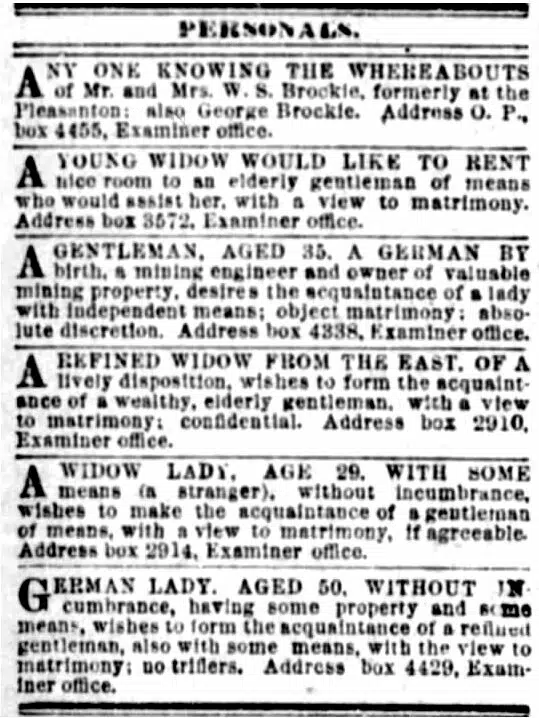 PERSONALS.
ANY ONE KNOWING THE WHEREABOUTS
of Mr. and Mrs. W. S. Brockie, formerly at the
Pleasanton; also George Brockie. Address O. P.,
box 4455, Examiner office.
A YOUNG WIDOW WOULD LIKE TO RENT
nice room to an elderly gentleman of means
who would assist her, with a view to matrimony.
Address box 3572, Examiner office.
A GENTLEMAN, AGED 35, A GERMAN BY
birth, a mining engineer and owner of valuable
mining property, desires the acquaintance of a lady
with independent means; object matrimony; abso-
lute discretion. Address box 4338, Examiner office.
A REFINED WIDOW FROM THE EAST, OF A
lively disposition, wishes to form the acquaint-
ance of a wealthy, elderly gentleman, with a view
to matrimony; confidential. Address box 2910,
Examiner office.
A WIDOW LADY, AGE 29, WITH SOME
means (a stranger), without incumbrance,
wishes to make the acquaintance of a gentleman
of means, with a view to matrimony, if agreeable.
Address box 2914, Examiner office.
GERMAN LADY, AGED 50, WITHOUT IN-
cumbrance, having some property and some
means, wishes to form the acquaintance of a refined
gentleman, also with some means, with the view to
matrimony; no triflers. Address box 4429, Exam-
iner office.